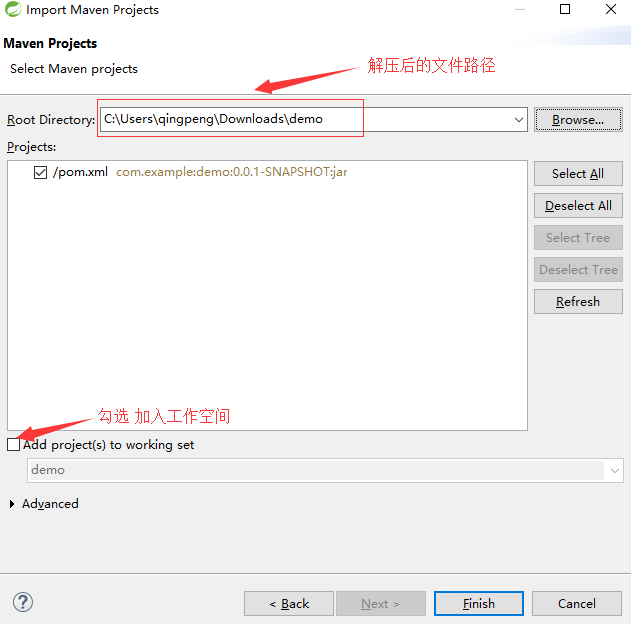 Import Maven Projects
Maven Projects
Select Maven projects
解压后的文件路径
Root Directory: C:\Users\qingpeng\Downloads\demo Browse...
Projects:
/pom.xml com.example:demo:0.0.1-SNAPSHOT:jar
Select All
Deselect All
Select Tree
Deselect Tree
Refresh
勾选 加入工作空间
Add project(s) to working set
demo
Advanced
? < Back Next > Finish Cancel